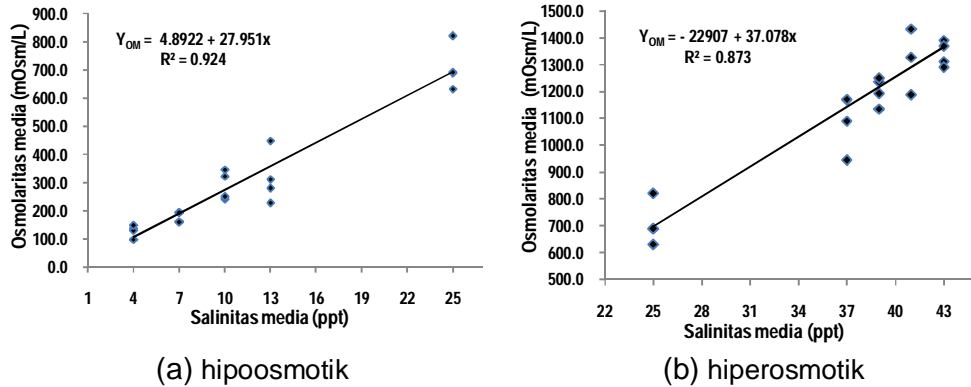 900.0
800.0
700.0
600.0
500.0
400.0
300.0
200.0
100.0
0.0
Osmolaritas media (mOsm/L)
Y_OM = 4.8922 + 27.951x
R² = 0.924
1 4 7 10 13 16 19 22 25
Salinitas media (ppt)
(a) hipoosmotik
1500.0
1400.0
1300.0
1200.0
1100.0
1000.0
900.0
800.0
700.0
600.0
500.0
Osmolaritas media (mOsm/L)
Y_OM = - 22907 + 37.078x
R² = 0.873
22 25 28 31 34 37 40 43
Salinitas media (ppt)
(b) hiperosmotik